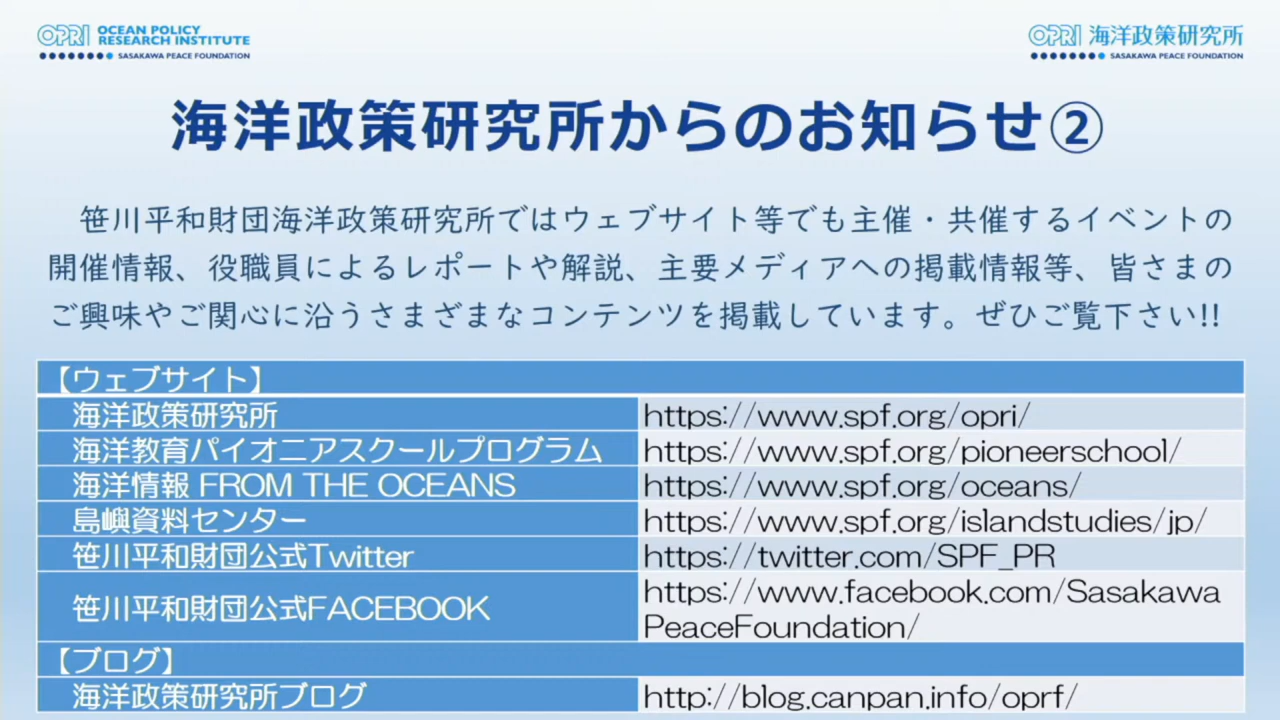 OPRI OCEAN POLICY
RESEARCH INSTITUTE
SASAKAWA PEACE FOUNDATION
OPRI 海洋政策研究所
SASAKAWA PEACE FOUNDATION
海洋政策研究所からのお知らせ②
笹川平和財団海洋政策研究所ではウェブサイト等でも主催・共催するイベントの
開催情報、役職員によるレポートや解説、主要メディアへの掲載情報等、皆さまの
ご興味やご関心に沿うさまざまなコンテンツを掲載しています。ぜひご覧下さい!!
【ウェブサイト】
海洋政策研究所 https://www.spf.org/opri/
海洋教育パイオニアスクールプログラム https://www.spf.org/pioneerschool/
海洋情報 FROM THE OCEANS https://www.spf.org/oceans/
島嶼資料センター https://www.spf.org/islandstudies/jp/
笹川平和財団公式Twitter https://twitter.com/SPF_PR
笹川平和財団公式FACEBOOK https://www.facebook.com/Sasakawa
PeaceFoundation/
【ブログ】
海洋政策研究所ブログ http://blog.canpan.info/oprf/